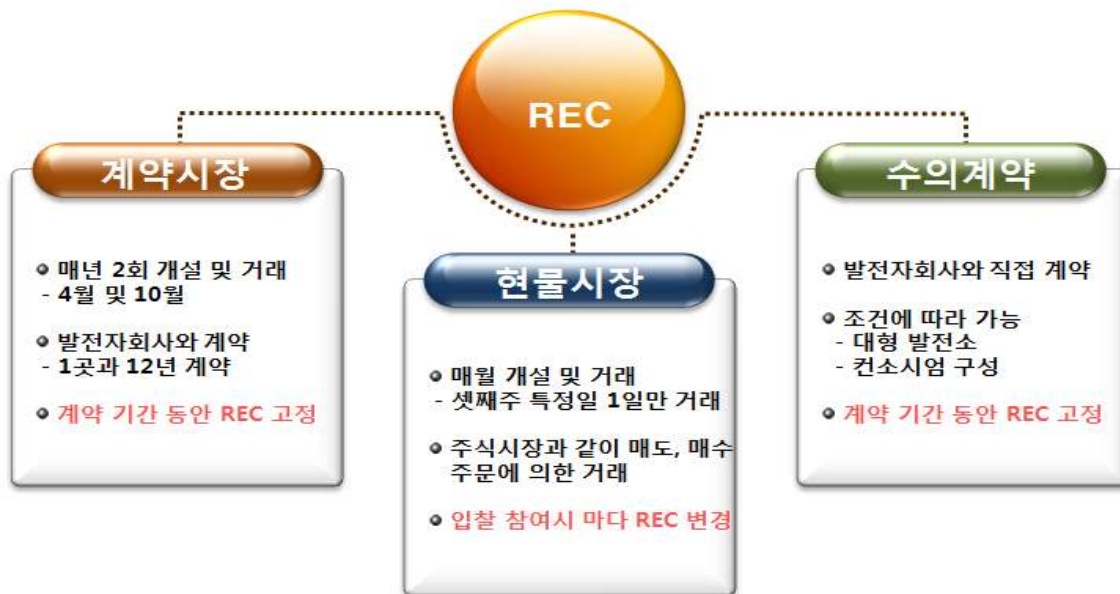 REC
계약시장
매년 2회 개설 및 거래
- 4월 및 10월
발전자회사와 계약
- 1곳과 12년 계약
계약 기간 동안 REC 고정
현물시장
매월 개설 및 거래
- 셋째주 특정일 1일만 거래
주식시장과 같이 매도, 매수
주문에 의한 거래
입찰 참여시 마다 REC 변경
수의계약
발전자회사와 직접 계약
조건에 따라 가능
- 대형 발전소
- 컨소시엄 구성
계약 기간 동안 REC 고정